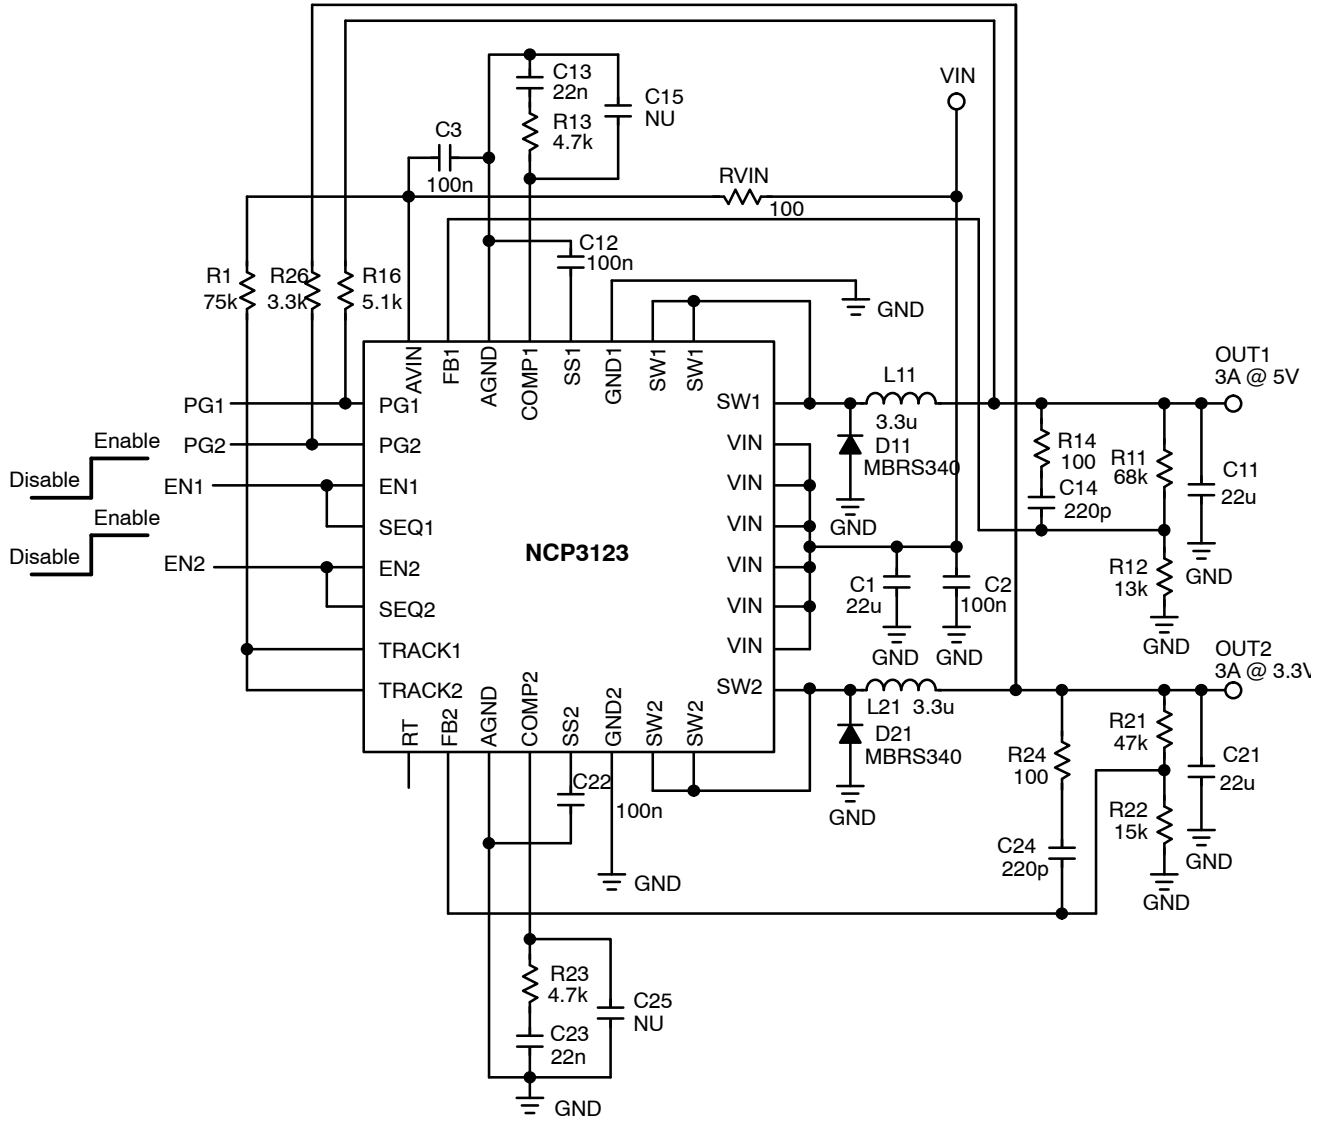 C13
22n
C15
NU
R13
4.7k
VIN
C3
100n
RVIN
100
C12
100n
R1
75k
R26
3.3k
R16
5.1k
GND
AVIN
FB1
AGND
COMP1
SS1
GND1
SW1
SW1
OUT1
3A @ 5V
L11
3.3u
PG1
PG1
SW1
D11
MBRS340
R14
100
R11
68k
C11
22u
Enable
PG2
PG2
VIN
Disable
EN1
EN1
VIN
C14
220p
GND
Enable
SEQ1
VIN
Disable
EN2
EN2
VIN
NCP3123
C1
22u
C2
100n
R12
13k
GND
SEQ2
VIN
GND
GND
GND
TRACK1
VIN
OUT2
3A @ 3.3V
TRACK2
SW2
L21 3.3u
RT
FB2
AGND
COMP2
SS2
GND2
SW2
SW2
D21
MBRS340
R24
100
R21
47k
C21
22u
C22
100n
GND
R22
15k
C24
220p
GND
GND
GND
R23
4.7k
C25
NU
C23
22n
GND